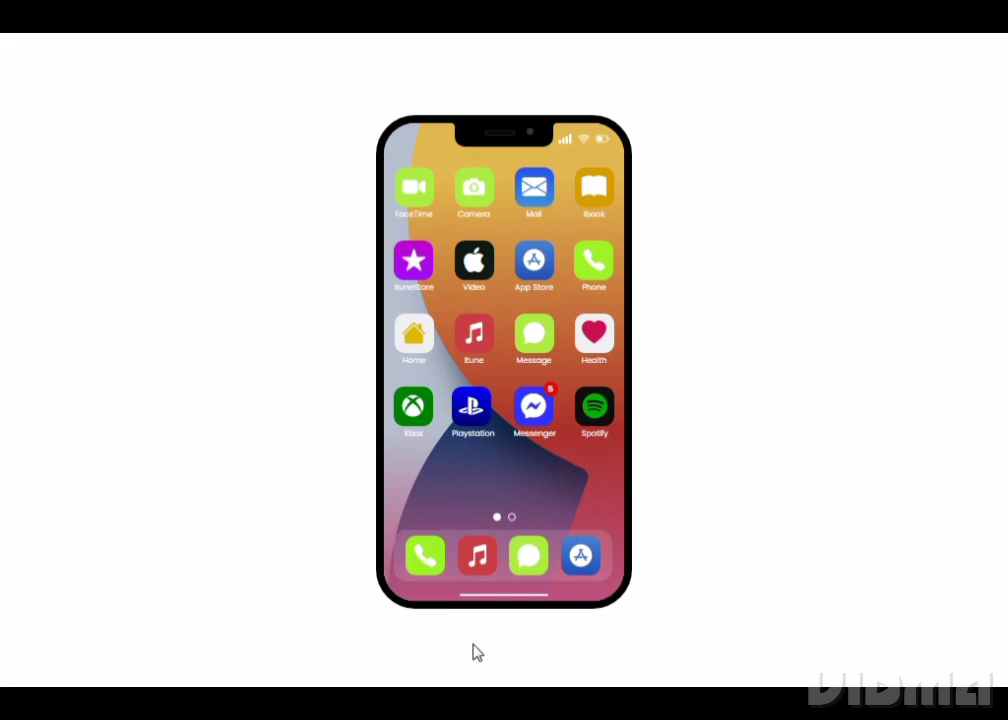 FaceTime Camera Mail Ibook
ItuneStore Video App Store Phone
Home Itune Message Health
5
Xbox Playstation Messenger Spotify